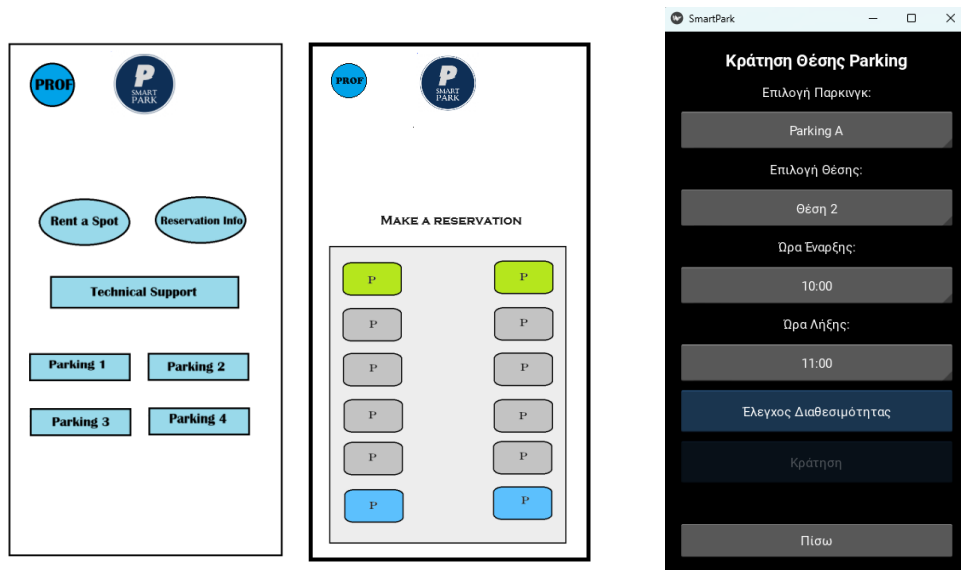 PROF
P
SMART
PARK
Rent a Spot
Reservation Info
Technical Support
Parking 1
Parking 2
Parking 3
Parking 4
PROF
P
SMART
PARK
MAKE A RESERVATION
P P
P P
P P
P P
P P
P P
SmartPark
Κράτηση Θέσης Parking
Επιλογή Παρκινγκ:
Parking A
Επιλογή Θέσης:
Θέση 2
Ώρα Έναρξης:
10:00
Ώρα Λήξης:
11:00
Έλεγχος Διαθεσιμότητας
Κράτηση
Πίσω